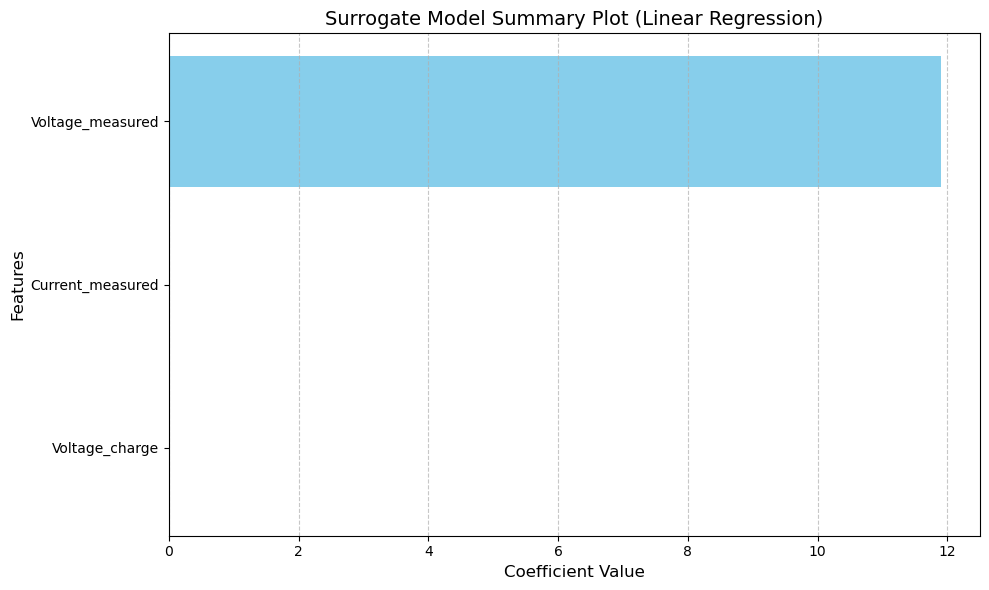 Surrogate Model Summary Plot (Linear Regression)
Voltage_measured
Current_measured
Voltage_charge
Features
0 2 4 6 8 10 12
Coefficient Value